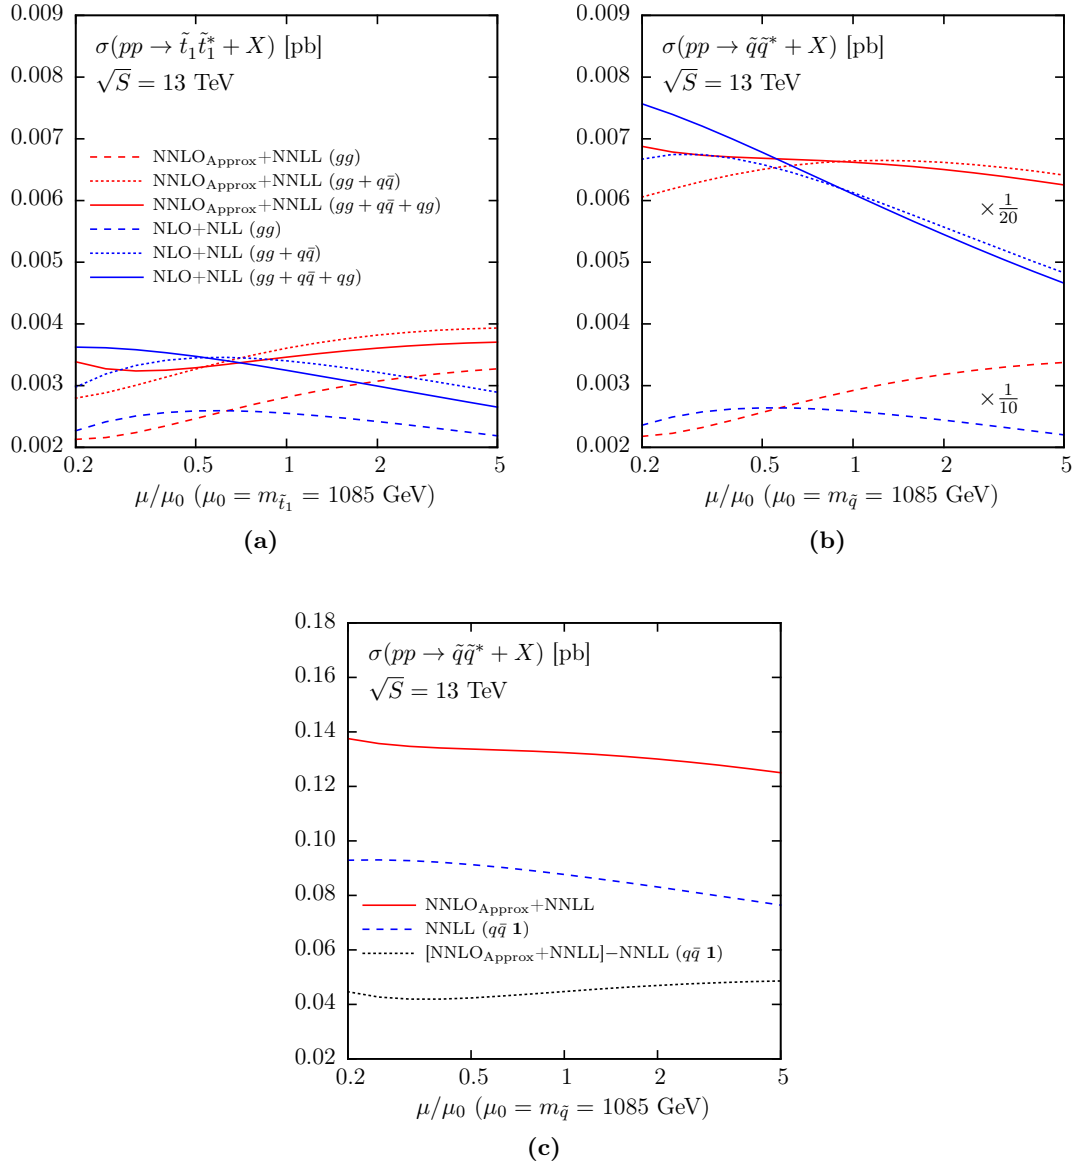 0.009
0.008
0.007
0.006
0.005
0.004
0.003
0.002
σ(pp → t̃₁t̃₁* + X) [pb]
√S = 13 TeV
NNLO_Approx+NNLL (gg)
NNLO_Approx+NNLL (gg + qq̄)
NNLO_Approx+NNLL (gg + qq̄ + qg)
NLO+NLL (gg)
NLO+NLL (gg + qq̄)
NLO+NLL (gg + qq̄ + qg)
0.2 0.5 1 2 5
μ/μ₀ (μ₀ = m_t̃₁ = 1085 GeV)
(a)
0.009
0.008
0.007
0.006
0.005
0.004
0.003
0.002
σ(pp → q̃q̃* + X) [pb]
√S = 13 TeV
× 1/20
× 1/10
0.2 0.5 1 2 5
μ/μ₀ (μ₀ = m_q̃ = 1085 GeV)
(b)
0.18
0.16
0.14
0.12
0.10
0.08
0.06
0.04
0.02
σ(pp → q̃q̃* + X) [pb]
√S = 13 TeV
NNLO_Approx+NNLL
NNLL (qq̄ 1)
[NNLO_Approx+NNLL]−NNLL (qq̄ 1)
0.2 0.5 1 2 5
μ/μ₀ (μ₀ = m_q̃ = 1085 GeV)
(c)